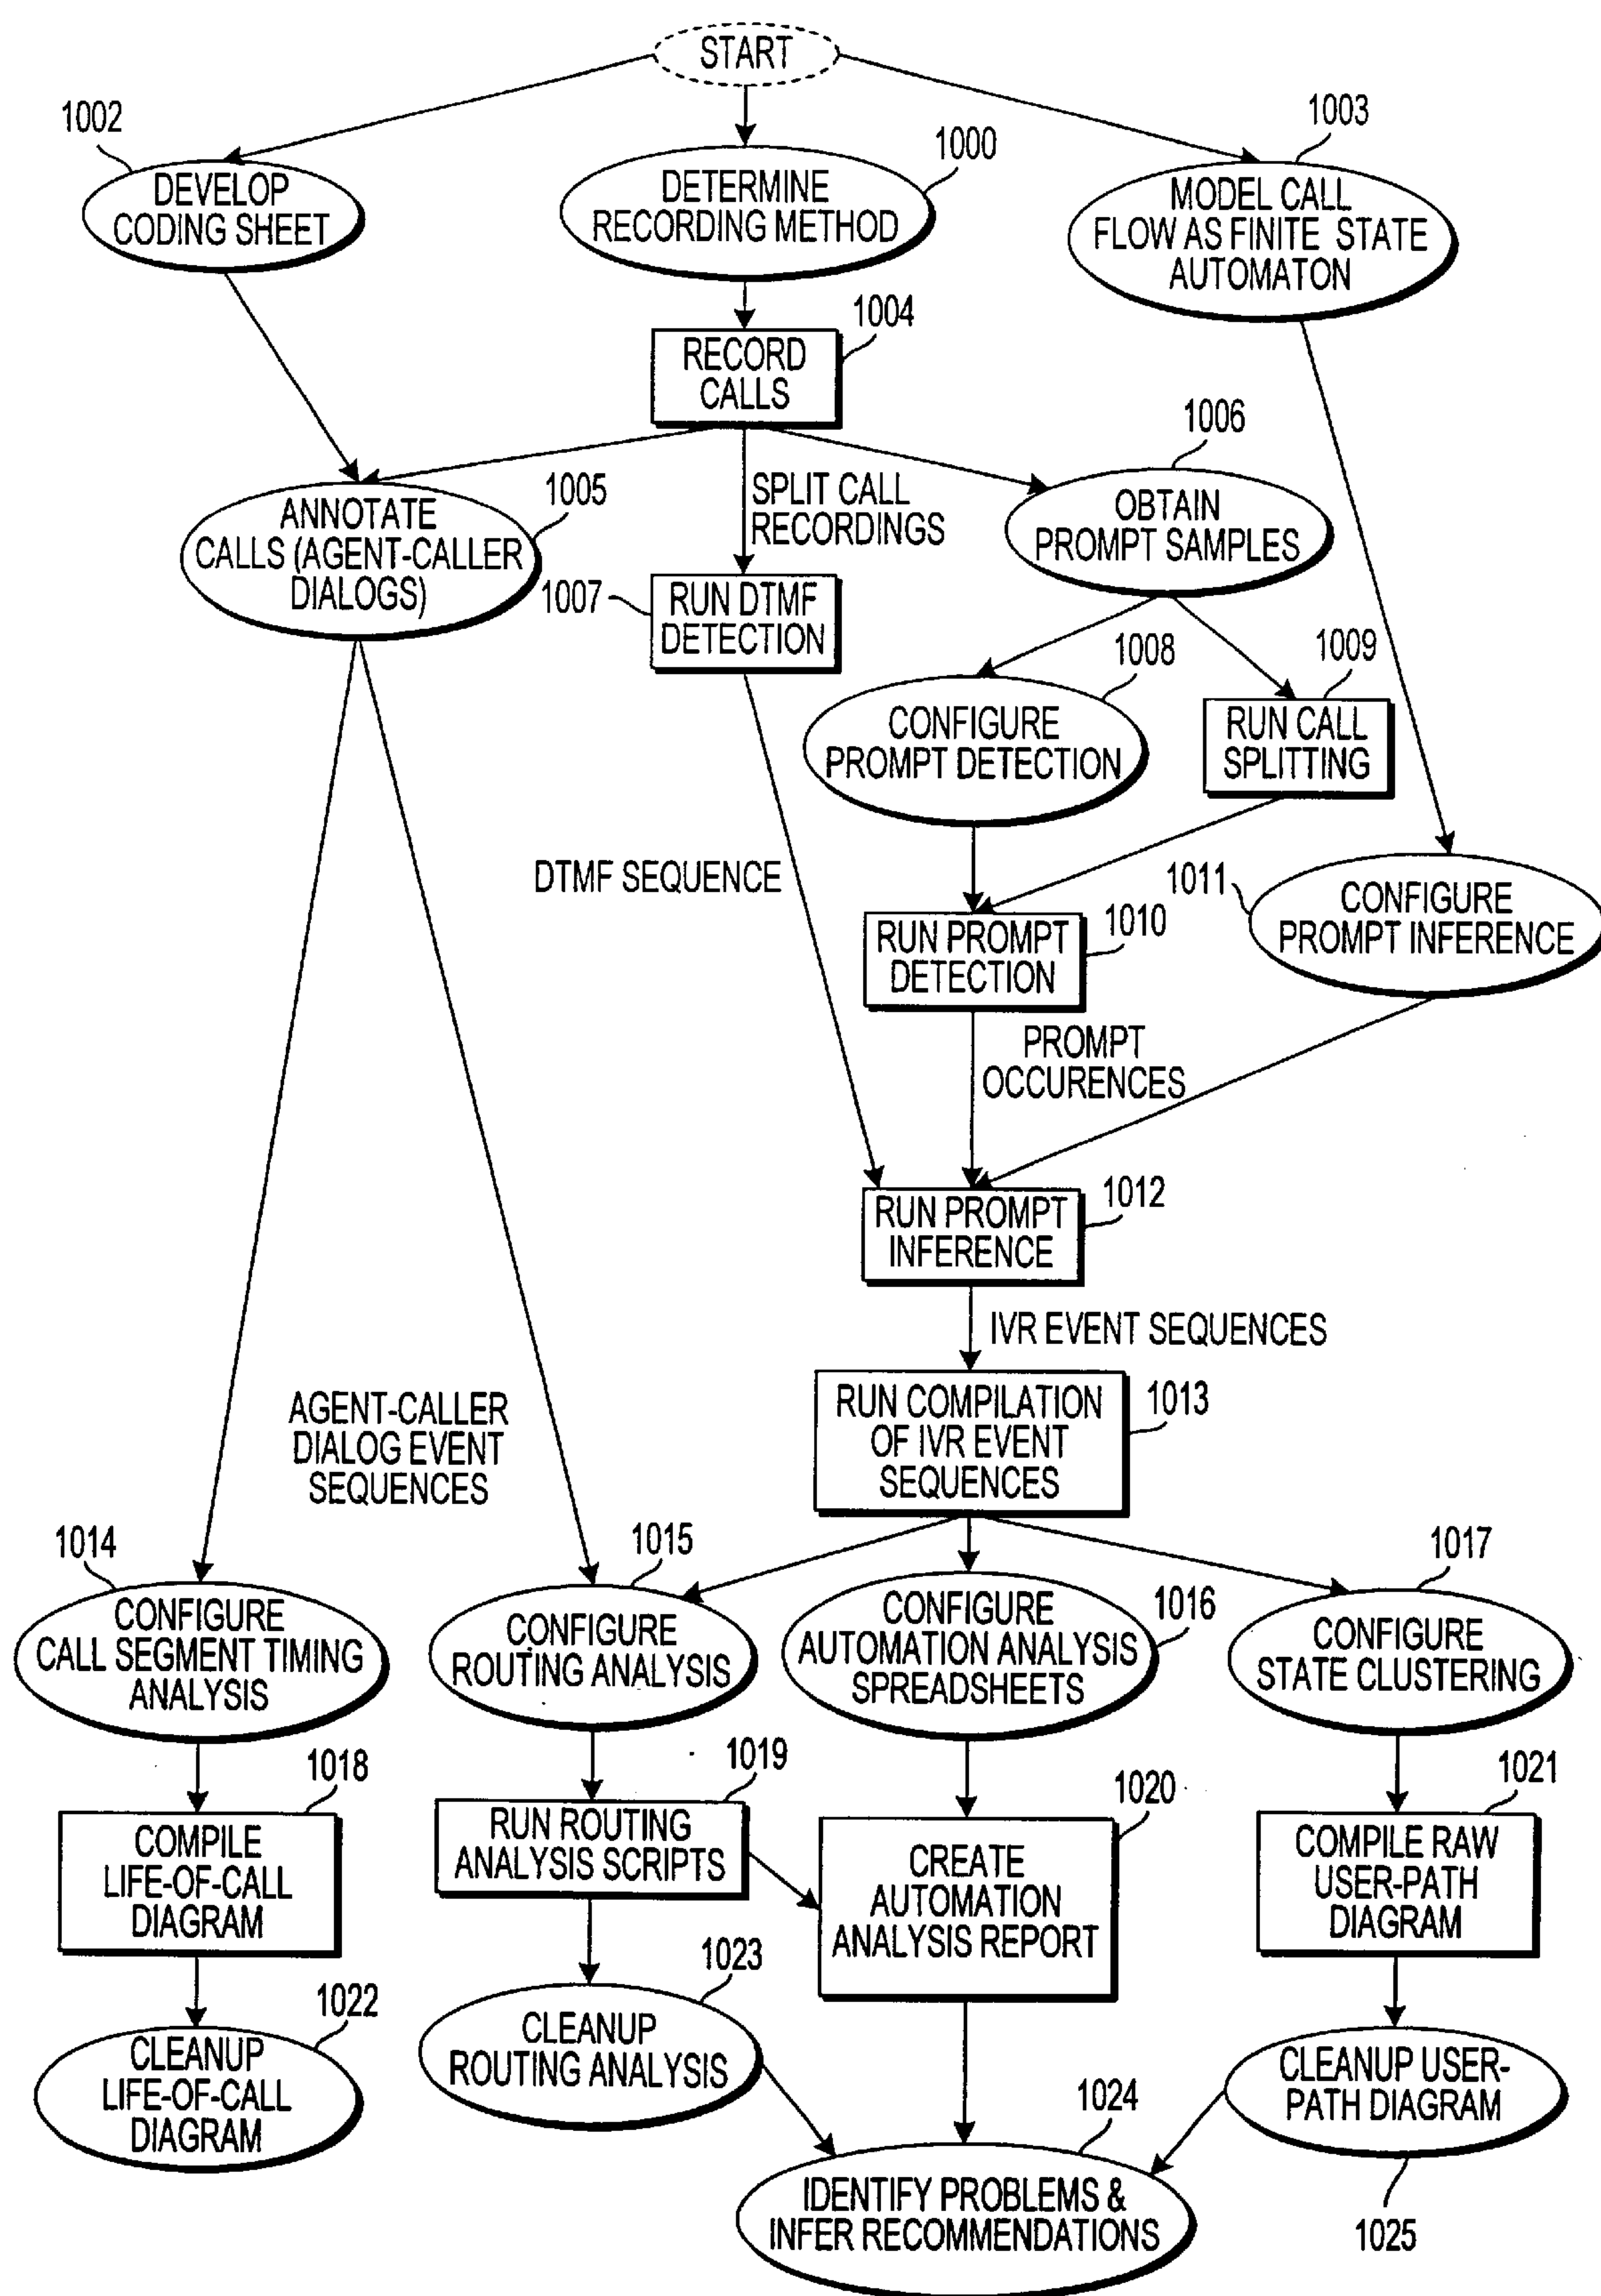 START
1002
1000
1003
DEVELOP
CODING SHEET
DETERMINE
RECORDING METHOD
MODEL CALL
FLOW AS FINITE STATE
AUTOMATON
1004
RECORD
CALLS
1006
1005
ANNOTATE
CALLS (AGENT-CALLER
DIALOGS)
SPLIT CALL
RECORDINGS
OBTAIN
PROMPT SAMPLES
1007
RUN DTMF
DETECTION
1008
1009
CONFIGURE
PROMPT DETECTION
RUN CALL
SPLITTING
DTMF SEQUENCE
1011
CONFIGURE
PROMPT INFERENCE
1010
RUN PROMPT
DETECTION
PROMPT
OCCURENCES
1012
RUN PROMPT
INFERENCE
IVR EVENT SEQUENCES
1013
RUN COMPILATION
OF IVR EVENT
SEQUENCES
AGENT-CALLER
DIALOG EVENT
SEQUENCES
1014
1015
1016
1017
CONFIGURE
CALL SEGMENT TIMING
ANALYSIS
CONFIGURE
ROUTING ANALYSIS
CONFIGURE
AUTOMATION ANALYSIS
SPREADSHEETS
CONFIGURE
STATE CLUSTERING
1018
1019
1020
1021
COMPILE
LIFE-OF-CALL
DIAGRAM
RUN ROUTING
ANALYSIS SCRIPTS
CREATE
AUTOMATION
ANALYSIS REPORT
COMPILE RAW
USER-PATH
DIAGRAM
1022
1023
CLEANUP
LIFE-OF-CALL
DIAGRAM
CLEANUP
ROUTING ANALYSIS
CLEANUP USER-
PATH DIAGRAM
1024
IDENTIFY PROBLEMS &
INFER RECOMMENDATIONS
1025